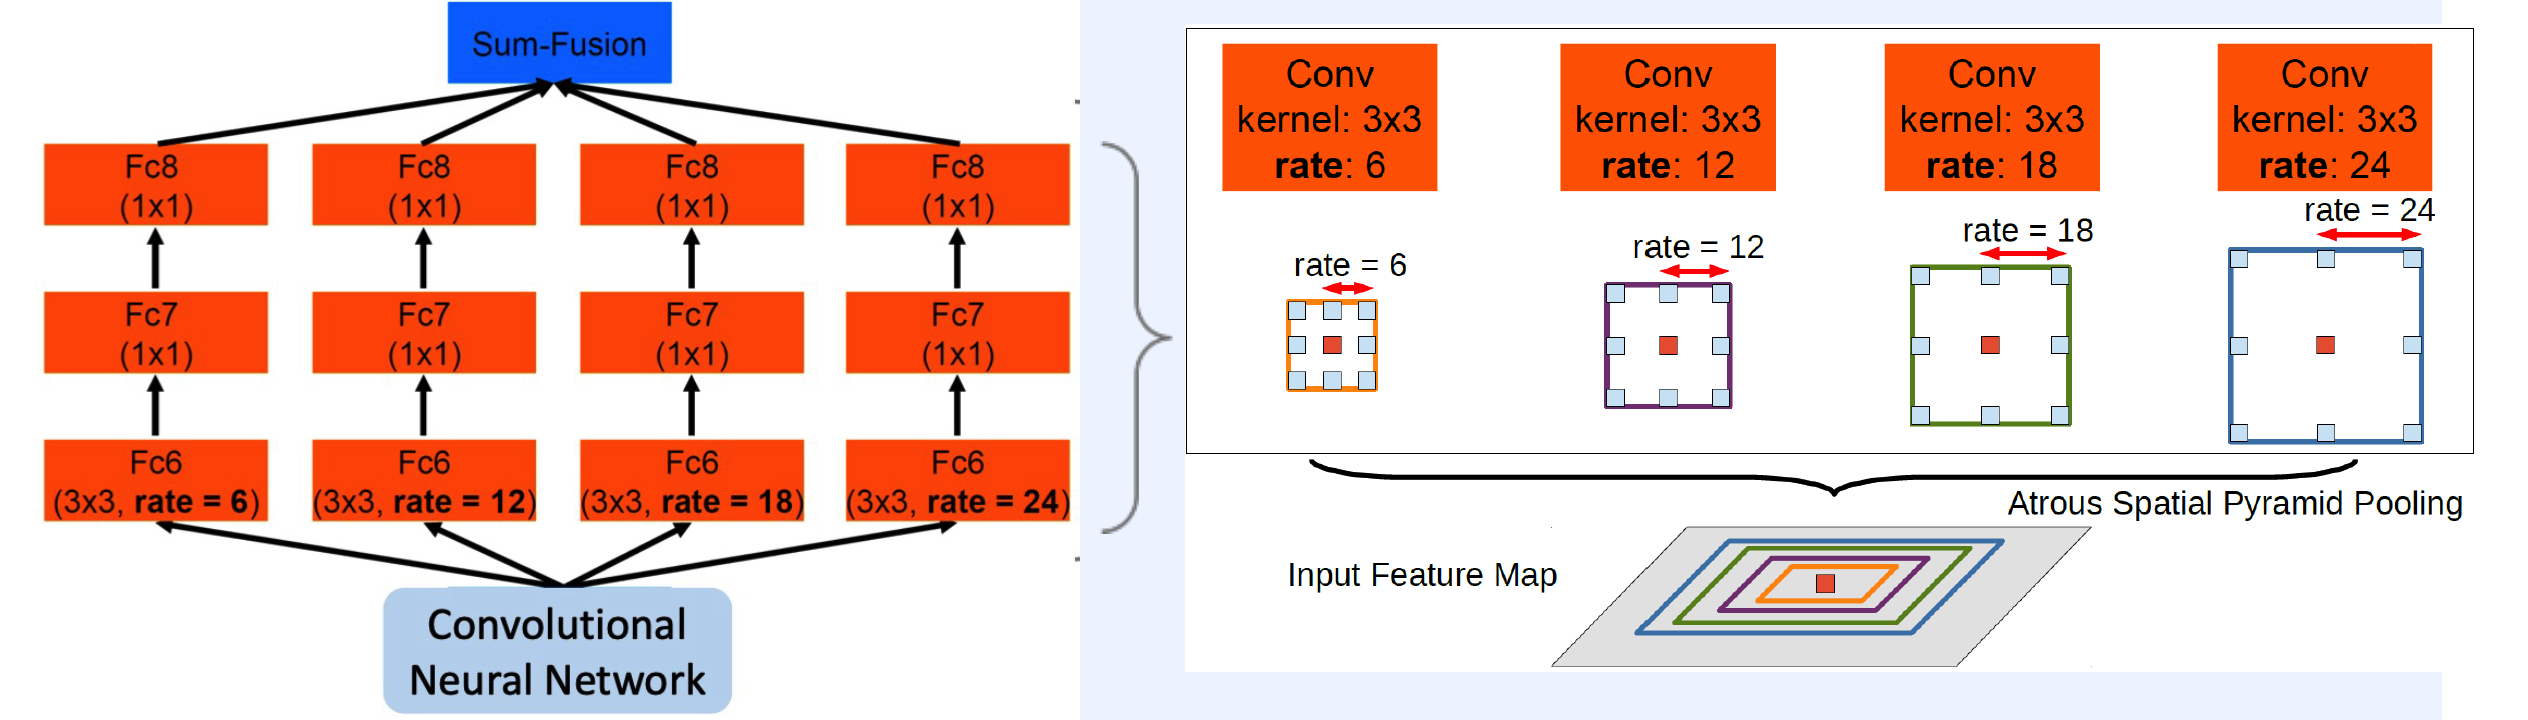 Sum-Fusion
Fc8
(1x1)
Fc8
(1x1)
Fc8
(1x1)
Fc8
(1x1)
Fc7
(1x1)
Fc7
(1x1)
Fc7
(1x1)
Fc7
(1x1)
Fc6
(3x3, rate = 6)
Fc6
(3x3, rate = 12)
Fc6
(3x3, rate = 18)
Fc6
(3x3, rate = 24)
Convolutional
Neural Network
Conv
kernel: 3x3
rate: 6
Conv
kernel: 3x3
rate: 12
Conv
kernel: 3x3
rate: 18
Conv
kernel: 3x3
rate: 24
rate = 6
rate = 12
rate = 18
rate = 24
Atrous Spatial Pyramid Pooling
Input Feature Map